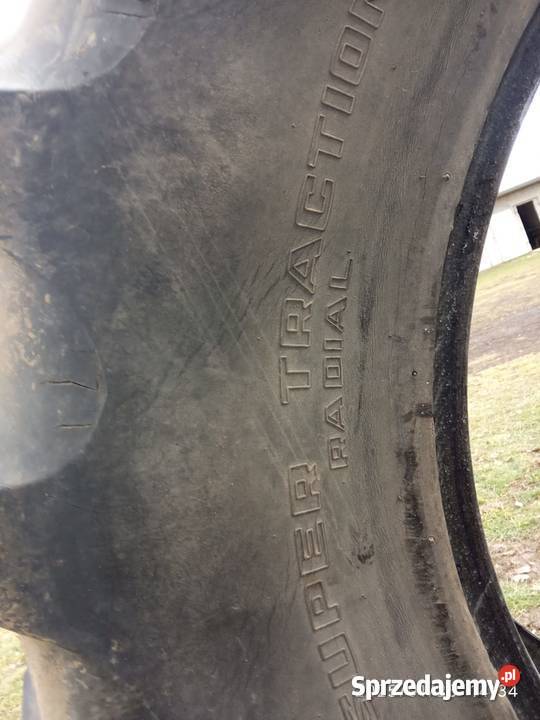 SUPER TRACTION
RADIAL
Sprzedajemy.pl